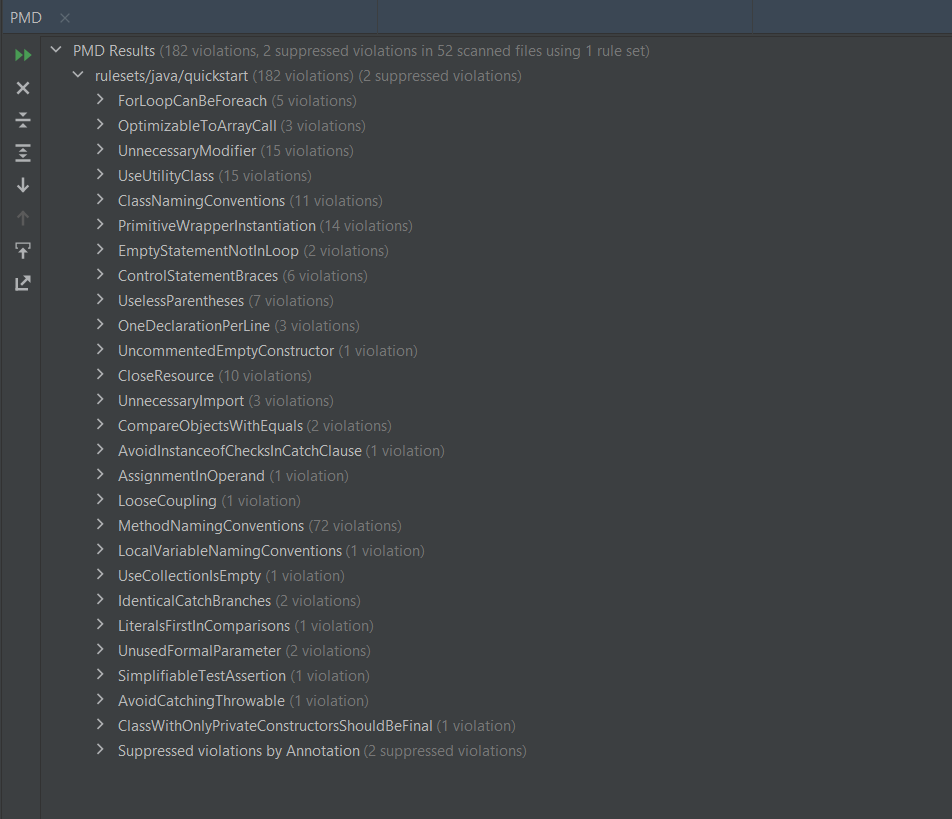 PMD
PMD Results (182 violations, 2 suppressed violations in 52 scanned files using 1 rule set)
rulesets/java/quickstart (182 violations) (2 suppressed violations)
ForLoopCanBeForeach (5 violations)
OptimizableToArrayCall (3 violations)
UnnecessaryModifier (15 violations)
UseUtilityClass (15 violations)
ClassNamingConventions (11 violations)
PrimitiveWrapperInstantiation (14 violations)
EmptyStatementNotInLoop (2 violations)
ControlStatementBraces (6 violations)
UselessParentheses (7 violations)
OneDeclarationPerLine (3 violations)
UncommentedEmptyConstructor (1 violation)
CloseResource (10 violations)
UnnecessaryImport (3 violations)
CompareObjectsWithEquals (2 violations)
AvoidInstanceofChecksInCatchClause (1 violation)
AssignmentInOperand (1 violation)
LooseCoupling (1 violation)
MethodNamingConventions (72 violations)
LocalVariableNamingConventions (1 violation)
UseCollectionIsEmpty (1 violation)
IdenticalCatchBranches (2 violations)
LiteralsFirstInComparisons (1 violation)
UnusedFormalParameter (2 violations)
SimplifiableTestAssertion (1 violation)
AvoidCatchingThrowable (1 violation)
ClassWithOnlyPrivateConstructorsShouldBeFinal (1 violation)
Suppressed violations by Annotation (2 suppressed violations)